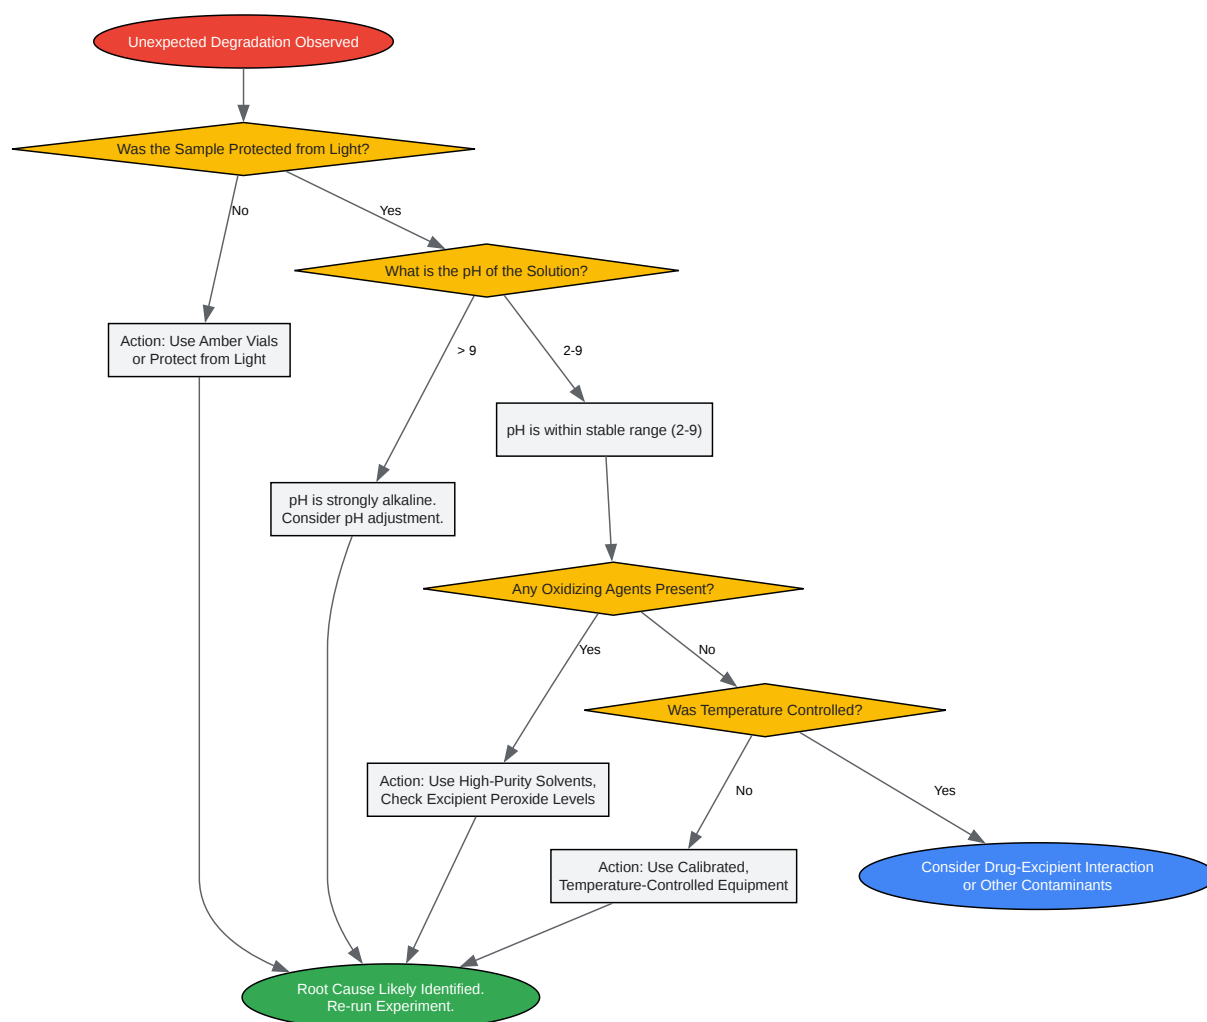 Unexpected Degradation Observed
Was the Sample Protected from Light?
No
Yes
What is the pH of the Solution?
Action: Use Amber Vials
or Protect from Light
> 9
2-9
pH is within stable range (2-9)
pH is strongly alkaline.
Consider pH adjustment.
Any Oxidizing Agents Present?
Yes
No
Was Temperature Controlled?
Action: Use High-Purity Solvents,
Check Excipient Peroxide Levels
No
Yes
Action: Use Calibrated,
Temperature-Controlled Equipment
Consider Drug-Excipient Interaction
or Other Contaminants
Root Cause Likely Identified.
Re-run Experiment.